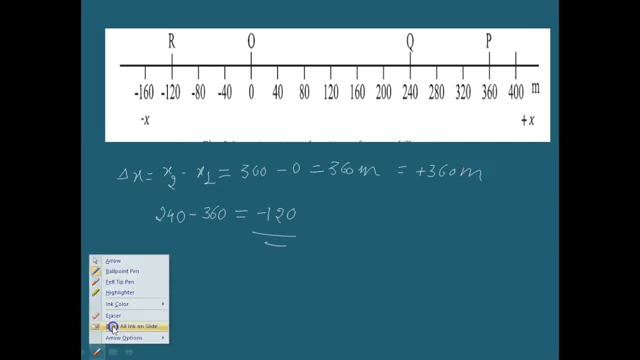 R O Q P
-160 -120 -80 -40 0 40 80 120 160 200 240 280 320 360 400 m
-x +x
Δx = x₂ - x₁ = 360 - 0 = 360m = +360m
240 - 360 = -120
Arrow
Ballpoint Pen
Felt Tip Pen
Highlighter
Ink Color
Eraser
All Ink on Slide
Arrow Options